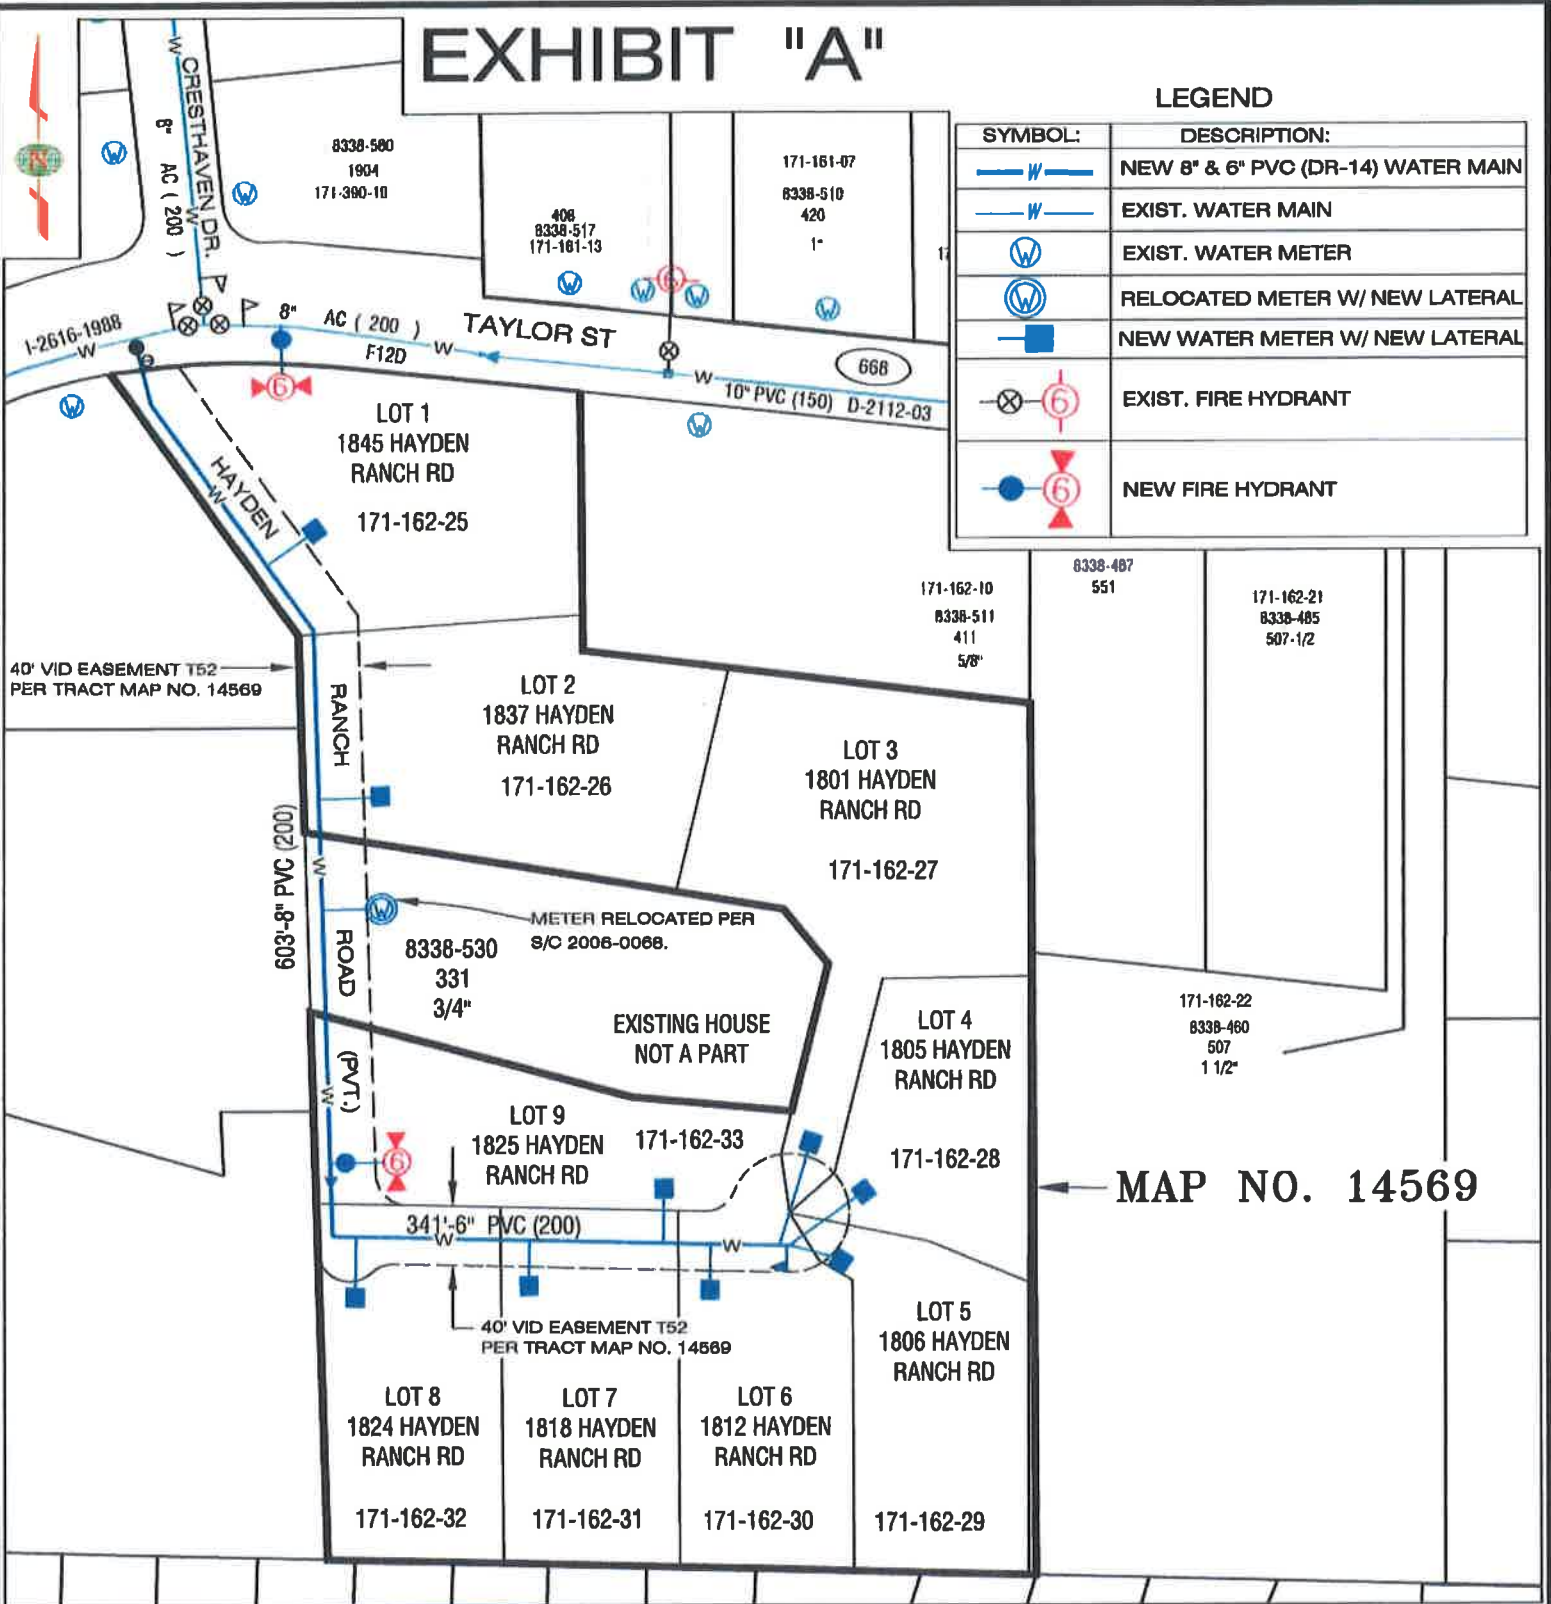 EXHIBIT "A"
LEGEND
SYMBOL: DESCRIPTION:
W NEW 8" & 6" PVC (DR-14) WATER MAIN
W EXIST. WATER MAIN
W EXIST. WATER METER
W RELOCATED METER W/ NEW LATERAL
NEW WATER METER W/ NEW LATERAL
6 EXIST. FIRE HYDRANT
6 NEW FIRE HYDRANT
N
CRESTHAVEN DR.
8" AC ( 200 )
W
W
W
W
8338-580
1904
171-390-10
408
8338-517
171-161-13
W
W
6
W
171-161-07
8338-510
420
1"
W
17
I-2616-1988
W
8"
AC ( 200 )
F12D
W
TAYLOR ST
W
668
10" PVC (150) D-2112-03
W
W
6
LOT 1
1845 HAYDEN
RANCH RD
171-162-25
HAYDEN
W
171-162-10
8338-511
411
5/8"
8338-487
551
171-162-21
8338-485
507-1/2
40' VID EASEMENT T52
PER TRACT MAP NO. 14569
RANCH
LOT 2
1837 HAYDEN
RANCH RD
171-162-26
LOT 3
1801 HAYDEN
RANCH RD
171-162-27
603'-8" PVC (200)
W
W
METER RELOCATED PER
S/C 2006-0068.
ROAD
8338-530
331
3/4"
EXISTING HOUSE
NOT A PART
171-162-22
8338-460
507
1 1/2"
LOT 4
1805 HAYDEN
RANCH RD
171-162-28
(PVT.)
W
LOT 9
1825 HAYDEN
RANCH RD
171-162-33
6
MAP NO. 14569
341'-6" PVC (200)
W
W
40' VID EASEMENT T52
PER TRACT MAP NO. 14569
LOT 5
1806 HAYDEN
RANCH RD
171-162-29
LOT 8
1824 HAYDEN
RANCH RD
171-162-32
LOT 7
1818 HAYDEN
RANCH RD
171-162-31
LOT 6
1812 HAYDEN
RANCH RD
171-162-30